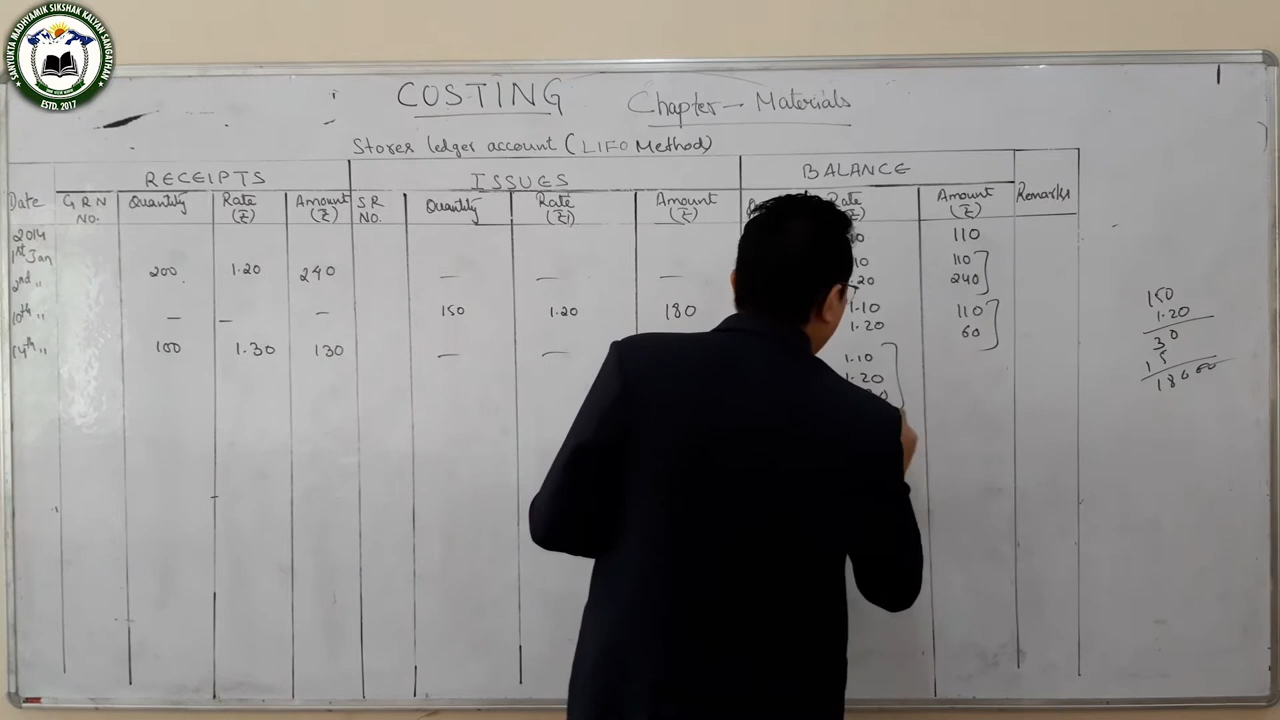 SANYUKTA MADHYAMIK SIKSHAK KALYAN SANGATHAN
ESTD. 2017
COSTING Chapter — Materials
Stores ledger account (LIFO Method)
RECEIPTS ISSUES BALANCE
Date GRN NO. Quantity Rate (₹) Amount (₹) SR NO. Quantity Rate (₹) Amount (₹) Rate (₹) Amount (₹) Remarks
2014
1st Jan 110
110
2nd " 200 1.20 240 — — — .20 240
10th " — — — 150 1.20 180 1.10 110
1.20 60
14th " 100 1.30 130 — — 1.10
1.20
150
1.20
30
15